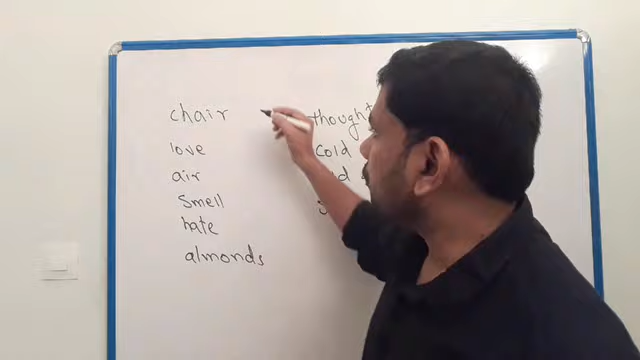 chair thought
love cold
air
smell
hate
almonds